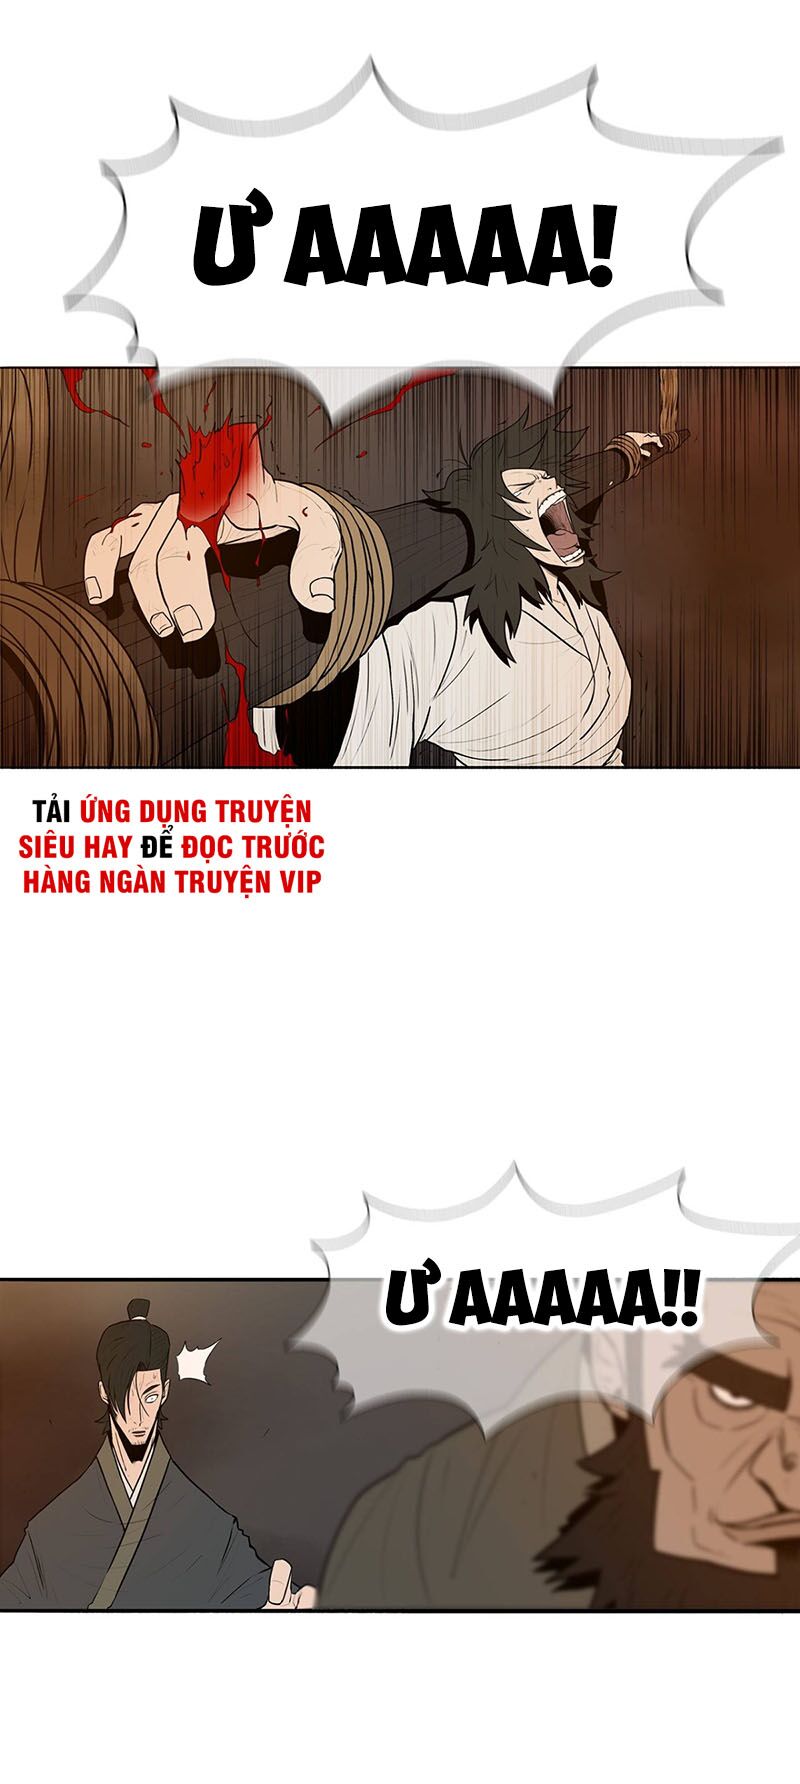 Ư AAAAA!
TẢI ỨNG DỤNG TRUYỆN
SIÊU HAY ĐỂ ĐỌC TRƯỚC
HÀNG NGÀN TRUYỆN VIP
Ư AAAAA!!